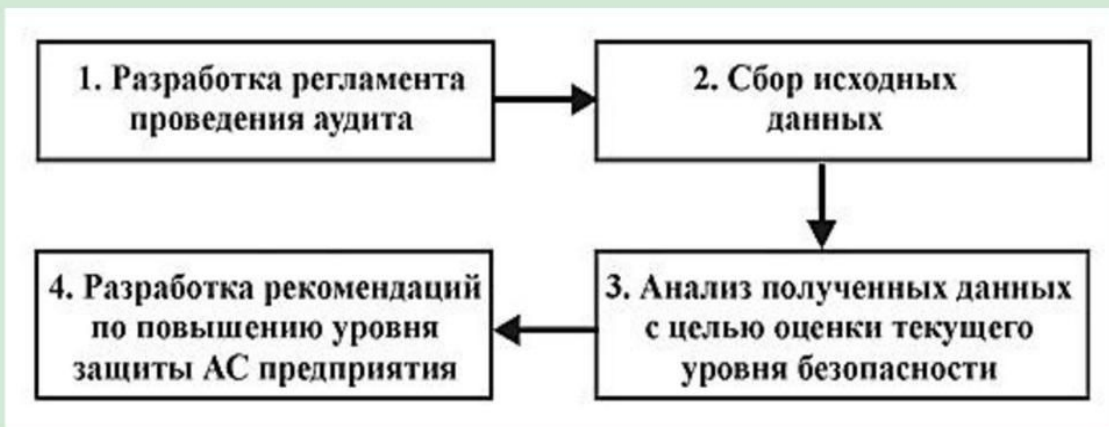 1. Разработка регламента
проведения аудита
2. Сбор исходных
данных
3. Анализ полученных данных
с целью оценки текущего
уровня безопасности
4. Разработка рекомендаций
по повышению уровня
защиты АС предприятия